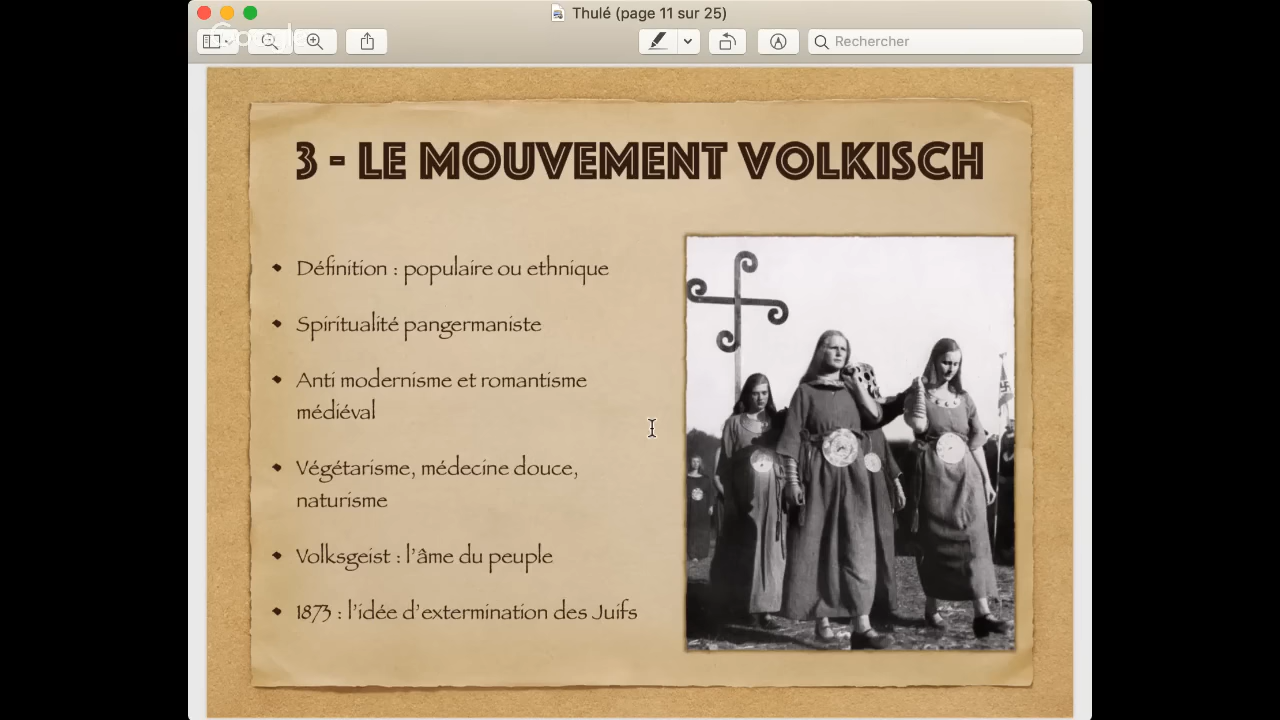 Thulé (page 11 sur 25)
Google
Rechercher
3 - LE MOUVEMENT VOLKISCH
• Définition : populaire ou ethnique
• Spiritualité pangermaniste
• Anti modernisme et romantisme
médiéval
• Végétarisme, médecine douce,
naturisme
• Volksgeist : l'âme du peuple
• 1873 : l'idée d'extermination des Juifs